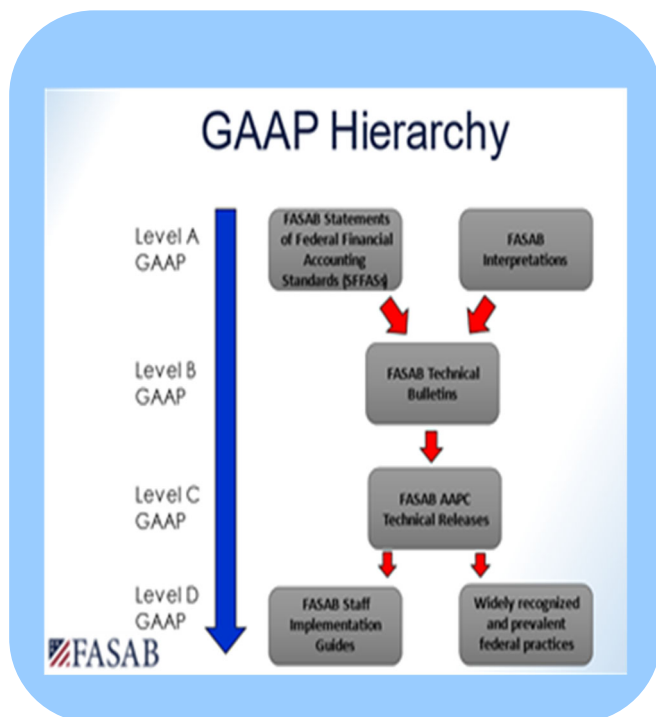 GAAP Hierarchy
Level A
GAAP
FASAB Statements
of Federal Financial
Accounting
Standards (SFFASs)
FASAB
Interpretations
Level B
GAAP
FASAB Technical
Bulletins
Level C
GAAP
FASAB AAPC
Technical Releases
Level D
GAAP
FASAB Staff
Implementation
Guides
Widely recognized
and prevalent
federal practices
FASAB